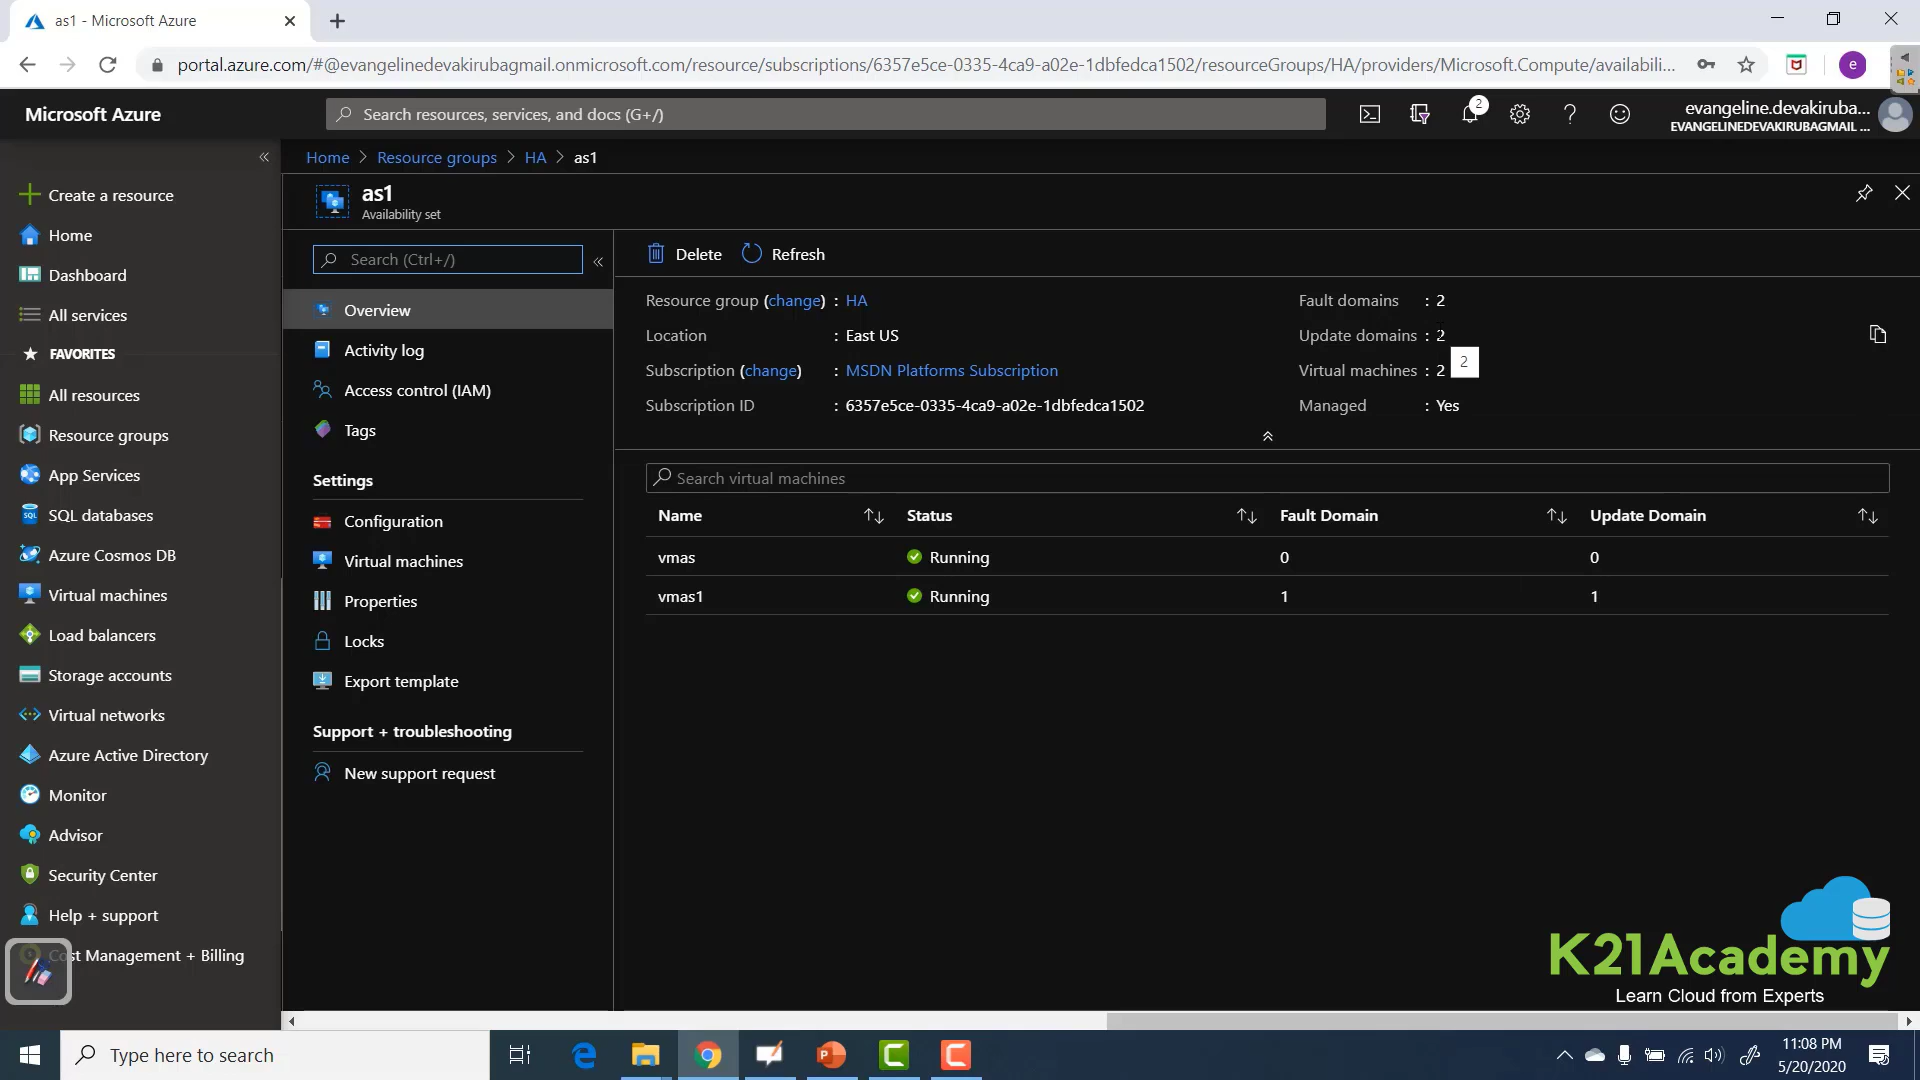 as1 - Microsoft Azure
portal.azure.com/#@evangelinedevakirubagmail.onmicrosoft.com/resource/subscriptions/6357e5ce-0335-4ca9-a02e-1dbfedca1502/resourceGroups/HA/providers/Microsoft.Compute/availabili...
e
Microsoft Azure
Search resources, services, and docs (G+/)
2
evangeline.devakiruba...
EVANGELINEDEVAKIRUBAGMAIL ...
Create a resource
Home
Dashboard
All services
FAVORITES
All resources
Resource groups
App Services
SQL databases
Azure Cosmos DB
Virtual machines
Load balancers
Storage accounts
Virtual networks
Azure Active Directory
Monitor
Advisor
Security Center
Help + support
st Management + Billing
Home > Resource groups > HA > as1
as1
Availability set
Search (Ctrl+/)
Overview
Activity log
Access control (IAM)
Tags
Settings
Configuration
Virtual machines
Properties
Locks
Export template
Support + troubleshooting
New support request
Delete Refresh
Resource group (change) : HA
Location : East US
Subscription (change) : MSDN Platforms Subscription
Subscription ID : 6357e5ce-0335-4ca9-a02e-1dbfedca1502
Fault domains : 2
Update domains : 2
2
Virtual machines : 2
Managed : Yes
Search virtual machines
Name Status Fault Domain Update Domain
vmas Running 0 0
vmas1 Running 1 1
K21Academy
Learn Cloud from Experts
Type here to search
11:08 PM
5/20/2020